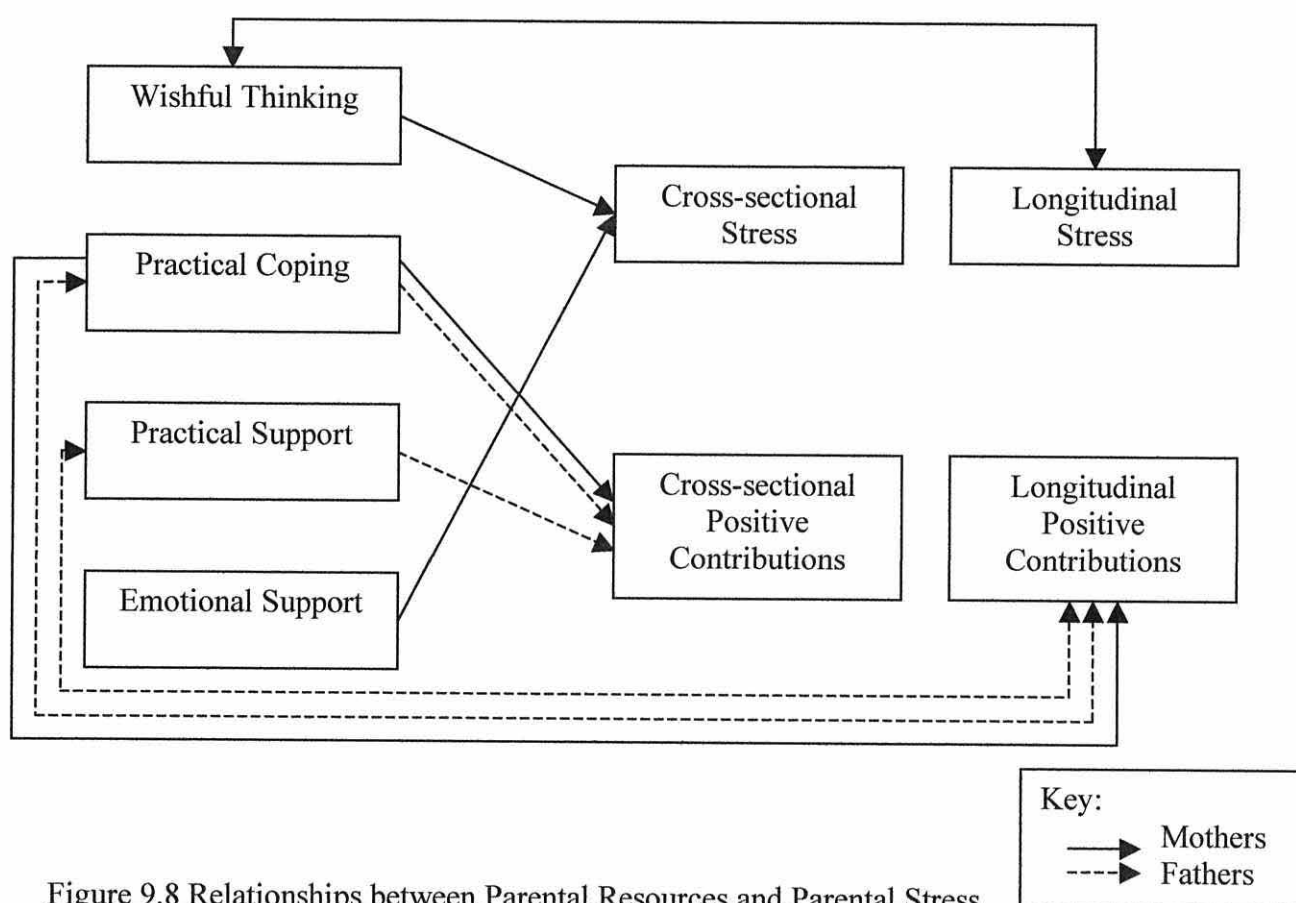 Wishful Thinking
Cross-sectional
Stress
Longitudinal
Stress
Practical Coping
Practical Support
Cross-sectional
Positive
Contributions
Longitudinal
Positive
Contributions
Emotional Support
Key:
Mothers
Fathers
Figure 9.8 Relationships between Parental Resources and Parental Stress